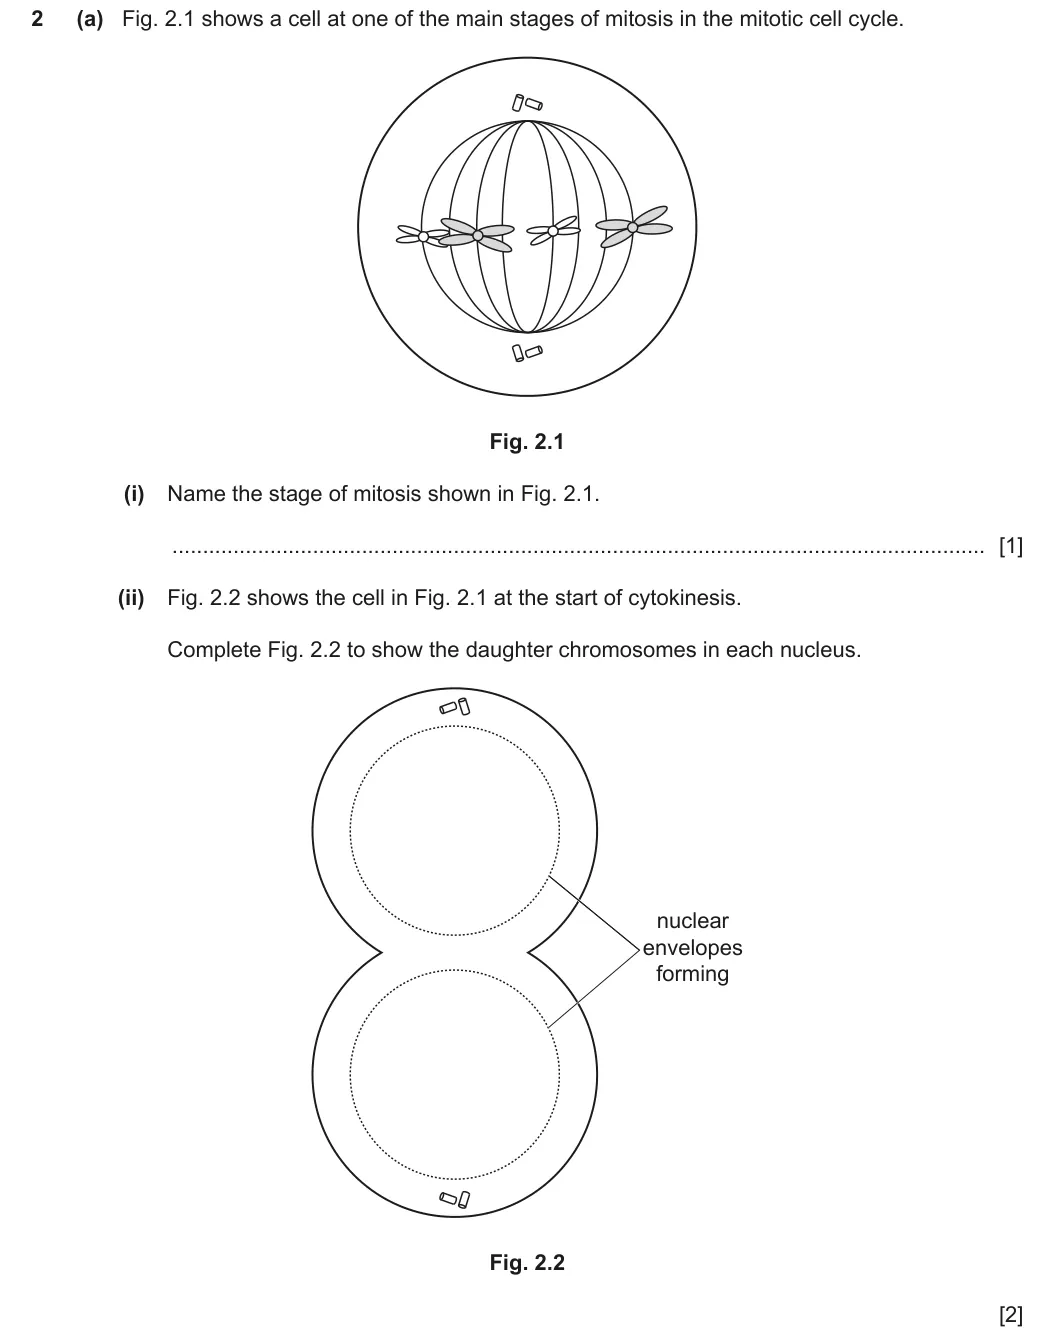 2 (a) Fig. 2.1 shows a cell at one of the main stages of mitosis in the mitotic cell cycle.
Fig. 2.1
(i) Name the stage of mitosis shown in Fig. 2.1.
.................................................................................................................................... [1]
(ii) Fig. 2.2 shows the cell in Fig. 2.1 at the start of cytokinesis.
Complete Fig. 2.2 to show the daughter chromosomes in each nucleus.
nuclear
envelopes
forming
Fig. 2.2
[2]